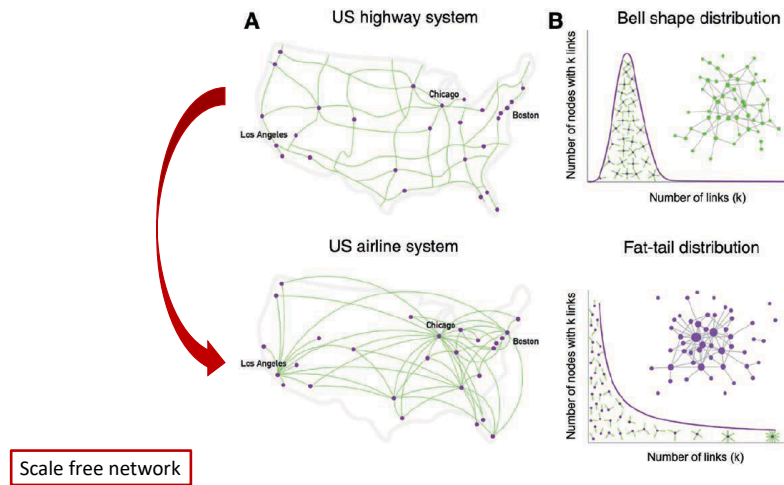 A
US highway system
B
Bell shape distribution
Chicago
Boston
Los Angeles
Number of nodes with k links
Number of links (k)
US airline system
Fat-tail distribution
Chicago
Boston
Los Angeles
Number of nodes with k links
Number of links (k)
Scale free network